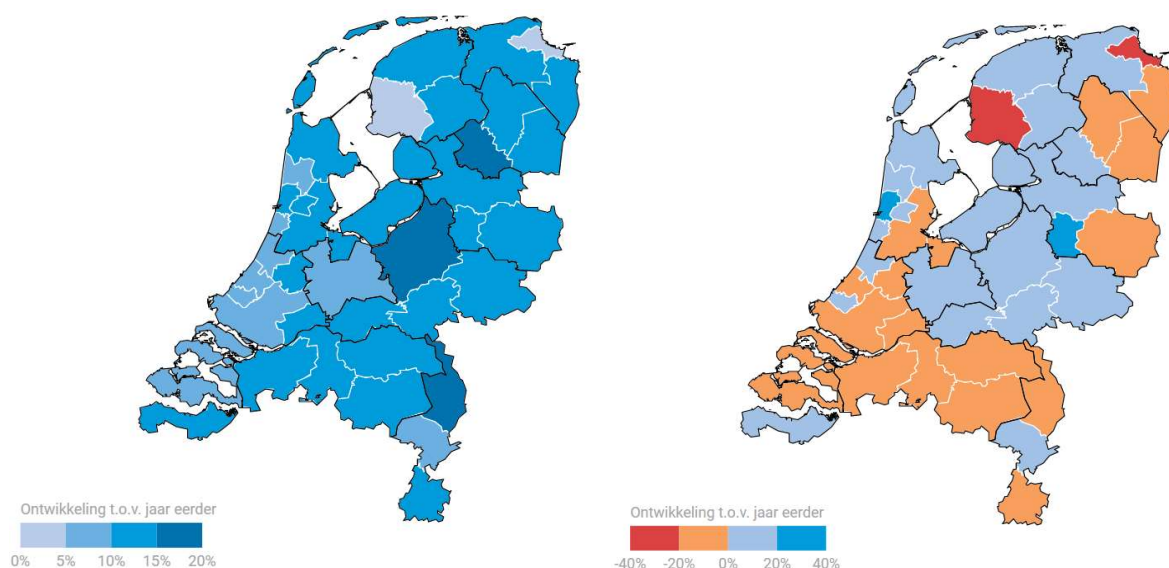 Ontwikkeling t.o.v. jaar eerder
0% 5% 10% 15% 20%
Ontwikkeling t.o.v. jaar eerder
-40% -20% 0% 20% 40%